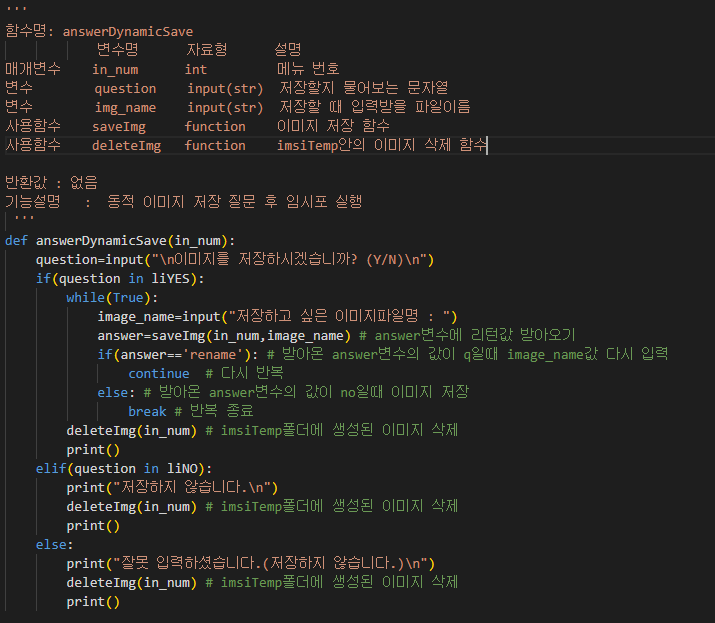 '''
함수명: answerDynamicSave
변수명 자료형 설명
매개변수 in_num int 메뉴 번호
변수 question input(str) 저장할지 물어보는 문자열
변수 img_name input(str) 저장할 때 입력받을 파일이름
사용함수 saveImg function 이미지 저장 함수
사용함수 deleteImg function imsiTemp안의 이미지 삭제 함수
반환값 : 없음
기능설명 : 동적 이미지 저장 질문 후 임시포 실행
'''
def answerDynamicSave(in_num):
    question=input("\n이미지를 저장하시겠습니까? (Y/N)\n")
    if(question in liYES):
        while(True):
            image_name=input("저장하고 싶은 이미지파일명 : ")
            answer=saveImg(in_num,image_name) # answer변수에 리턴값 받아오기
            if(answer=='rename'): # 받아온 answer변수의 값이 q일때 image_name값 다시 입력
                continue  # 다시 반복
            else: # 받아온 answer변수의 값이 no일때 이미지 저장
                break # 반복 종료
        deleteImg(in_num) # imsiTemp폴더에 생성된 이미지 삭제
        print()
    elif(question in liNO):
        print("저장하지 않습니다.\n")
        deleteImg(in_num) # imsiTemp폴더에 생성된 이미지 삭제
        print()
    else:
        print("잘못 입력하셨습니다.(저장하지 않습니다.)\n")
        deleteImg(in_num) # imsiTemp폴더에 생성된 이미지 삭제
        print()